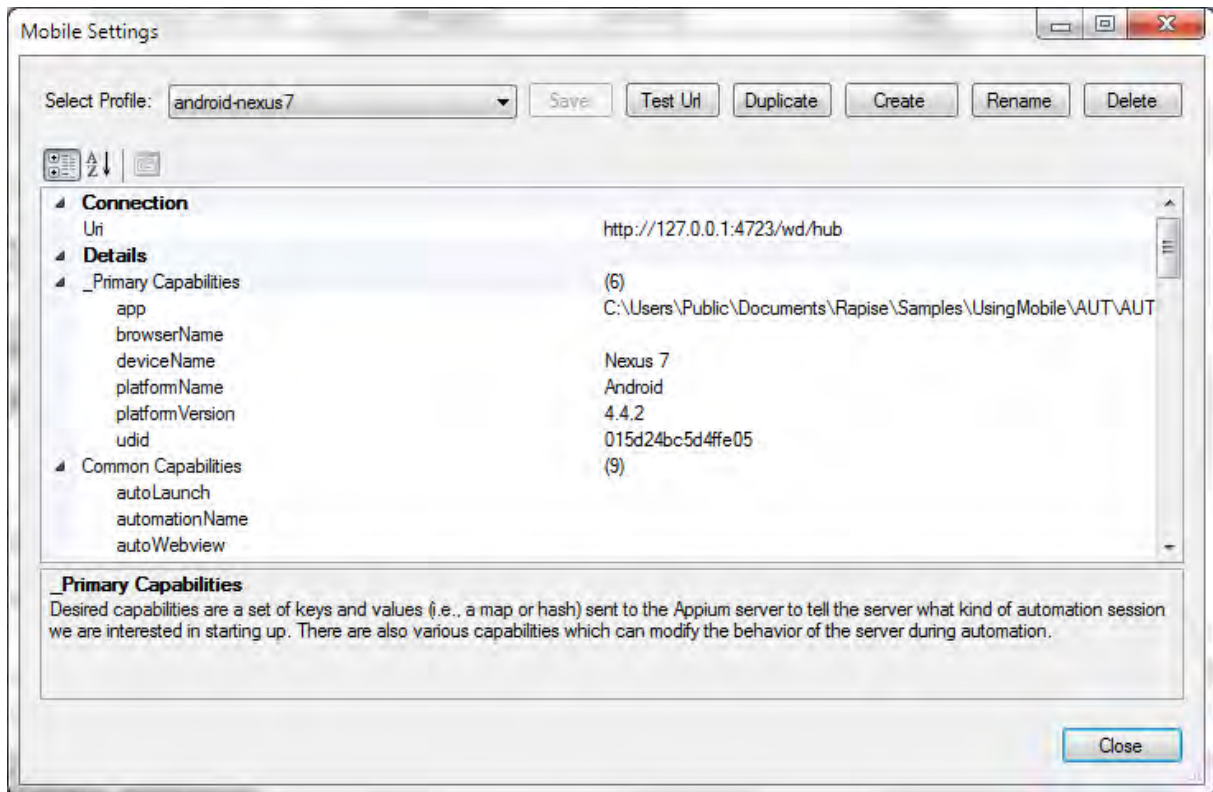 Mobile Settings
Select Profile: android-nexus7 Save Test Url Duplicate Create Rename Delete
Connection
Uri http://127.0.0.1:4723/wd/hub
Details
_Primary Capabilities (6)
app C:\Users\Public\Documents\Rapise\Samples\UsingMobile\AUT\AUT
browserName
deviceName Nexus 7
platformName Android
platformVersion 4.4.2
udid 015d24bc5d4ffe05
Common Capabilities (9)
autoLaunch
automationName
autoWebview
_Primary Capabilities
Desired capabilities are a set of keys and values (i.e., a map or hash) sent to the Appium server to tell the server what kind of automation session
we are interested in starting up. There are also various capabilities which can modify the behavior of the server during automation.
Close